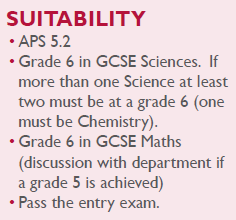 SUITABILITY
• APS 5.2
• Grade 6 in GCSE Sciences. If
more than one Science at least
two must be at a grade 6 (one
must be Chemistry).
• Grade 6 in GCSE Maths
(discussion with department if
a grade 5 is achieved)
• Pass the entry exam.